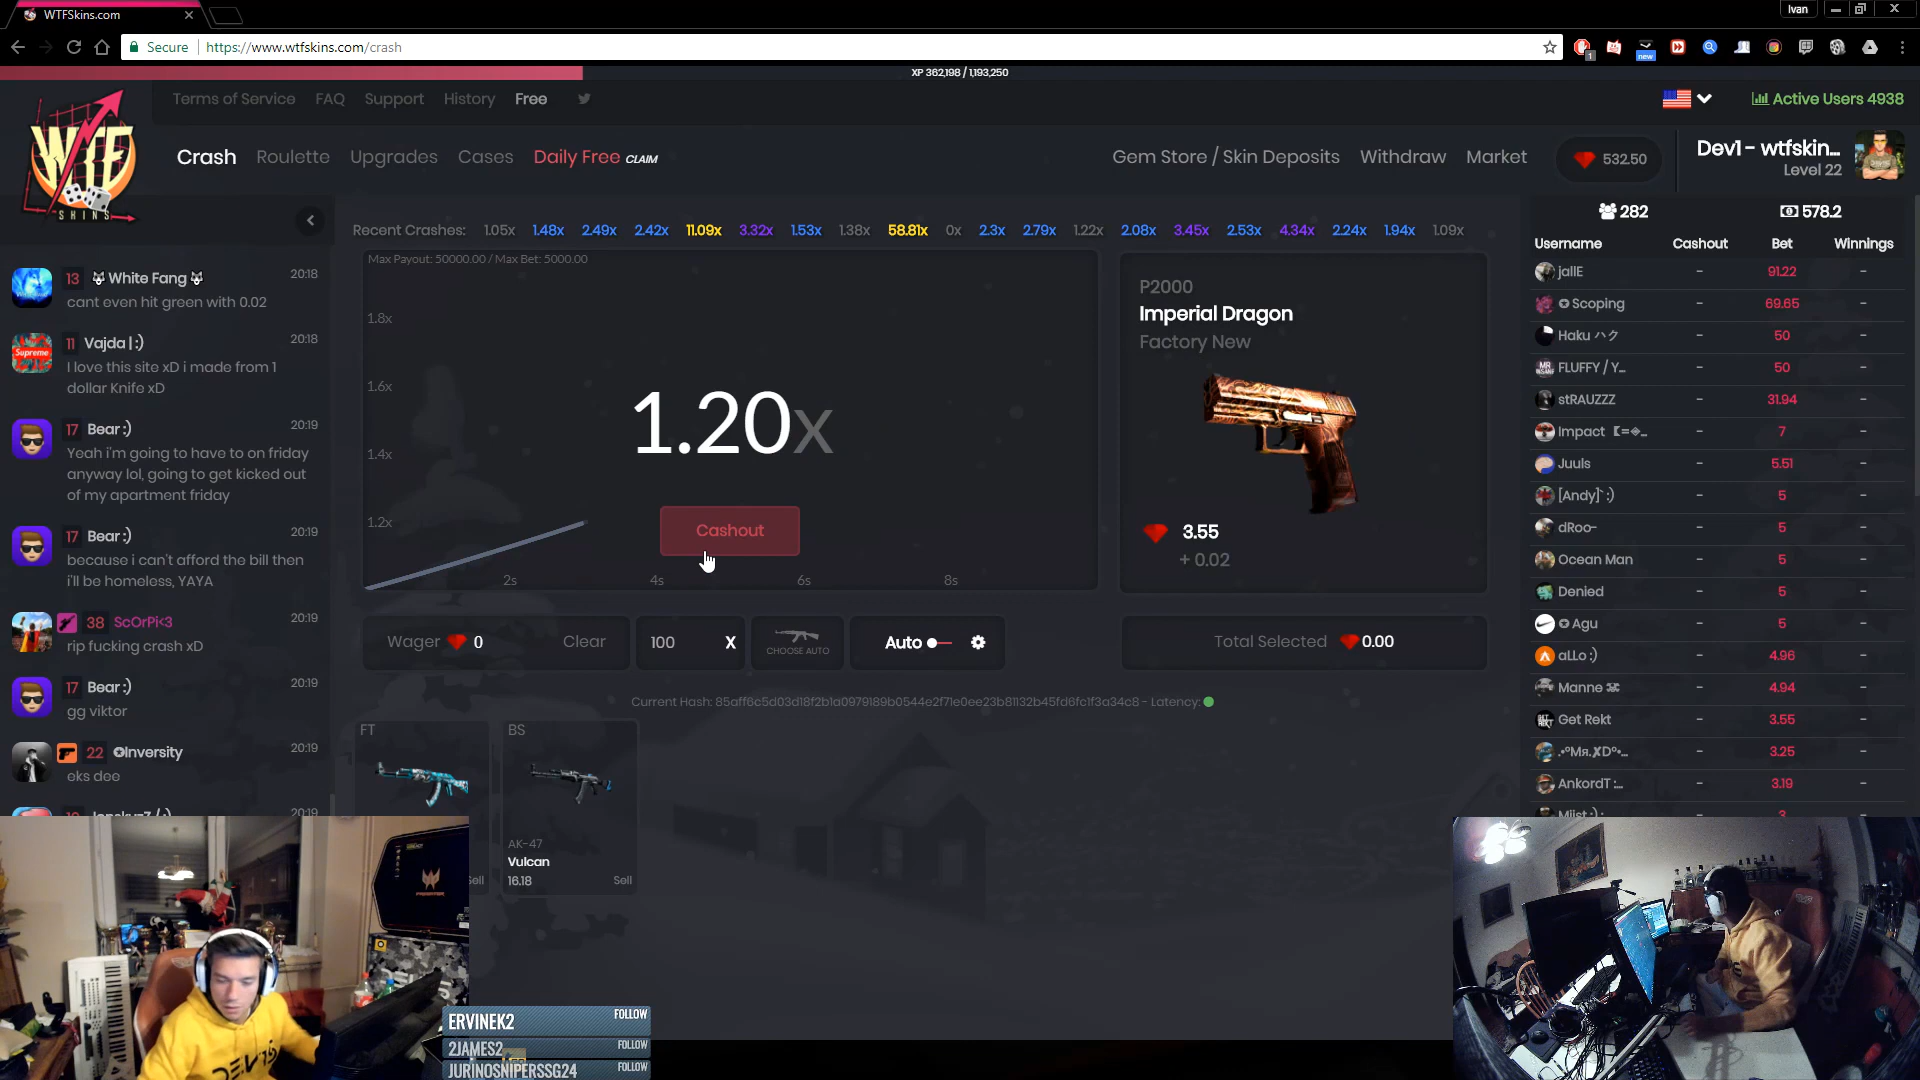 WTFSkins.com
Ivan
Secure
https://www.wtfskins.com/crash
1
new
XP 362,198 / 1,193,250
Terms of Service
FAQ
Support
History
Free
Active Users 4938
WTF
SKINS
Crash
Roulette
Upgrades
Cases
Daily Free CLAIM
Gem Store / Skin Deposits
Withdraw
Market
532.50
Dev1 - wtfskin...
Level 22
Recent Crashes: 1.05x 1.48x 2.49x 2.42x 11.09x 3.32x 1.53x 1.38x 58.81x 0x 2.3x 2.79x 1.22x 2.08x 3.45x 2.53x 4.34x 2.24x 1.94x 1.09x
13 White Fang 20:18
cant even hit green with 0.02
11 Vajda | :) 20:18
I love this site xD i made from 1
dollar Knife xD
Supreme
17 Bear :) 20:19
Yeah i'm going to have to on friday
anyway lol, going to get kicked out
of my apartment friday
17 Bear :) 20:19
because i can't afford the bill then
i'll be homeless, YAYA
38 ScOrPi<3 20:19
rip fucking crash xD
17 Bear :) 20:19
gg viktor
22 ✪Inversity 20:19
eks dee
20:19
Max Payout: 50000.00 / Max Bet: 5000.00
1.8x
1.6x
1.4x
1.2x
1.20x
Cashout
2s
4s
6s
8s
P2000
Imperial Dragon
Factory New
3.55
+ 0.02
Wager 0 Clear
100 X
CHOOSE AUTO
Auto
Total Selected 0.00
Current Hash: 85aff6c5d03d18f2b1a0979189b0544e2f71e0ee23b81132b45fd6fc1f3a34c8 - Latency:
FT
Sell
BS
AK-47
Vulcan
16.18
Sell
282
578.2
Username Cashout Bet Winnings
jallE - 91.22 -
✪ Scoping - 69.65 -
Haku ハク - 50 -
FLUFFY / Y... - 50 -
stRAUZZZ - 31.94 -
Impact - 7 -
Juuls - 5.51 -
[Andy]` :) - 5 -
dRoo- - 5 -
Ocean Man - 5 -
Denied - 5 -
✪ Agu - 5 -
aLLo :) - 4.96 -
Manne - 4.94 -
Get Rekt - 3.55 -
- 3.25 -
AnkordT :... - 3.19 -
PREDATOR
ERVINEK2 FOLLOW
2JAMES2 FOLLOW
JURINOSNIPERSSG24 FOLLOW